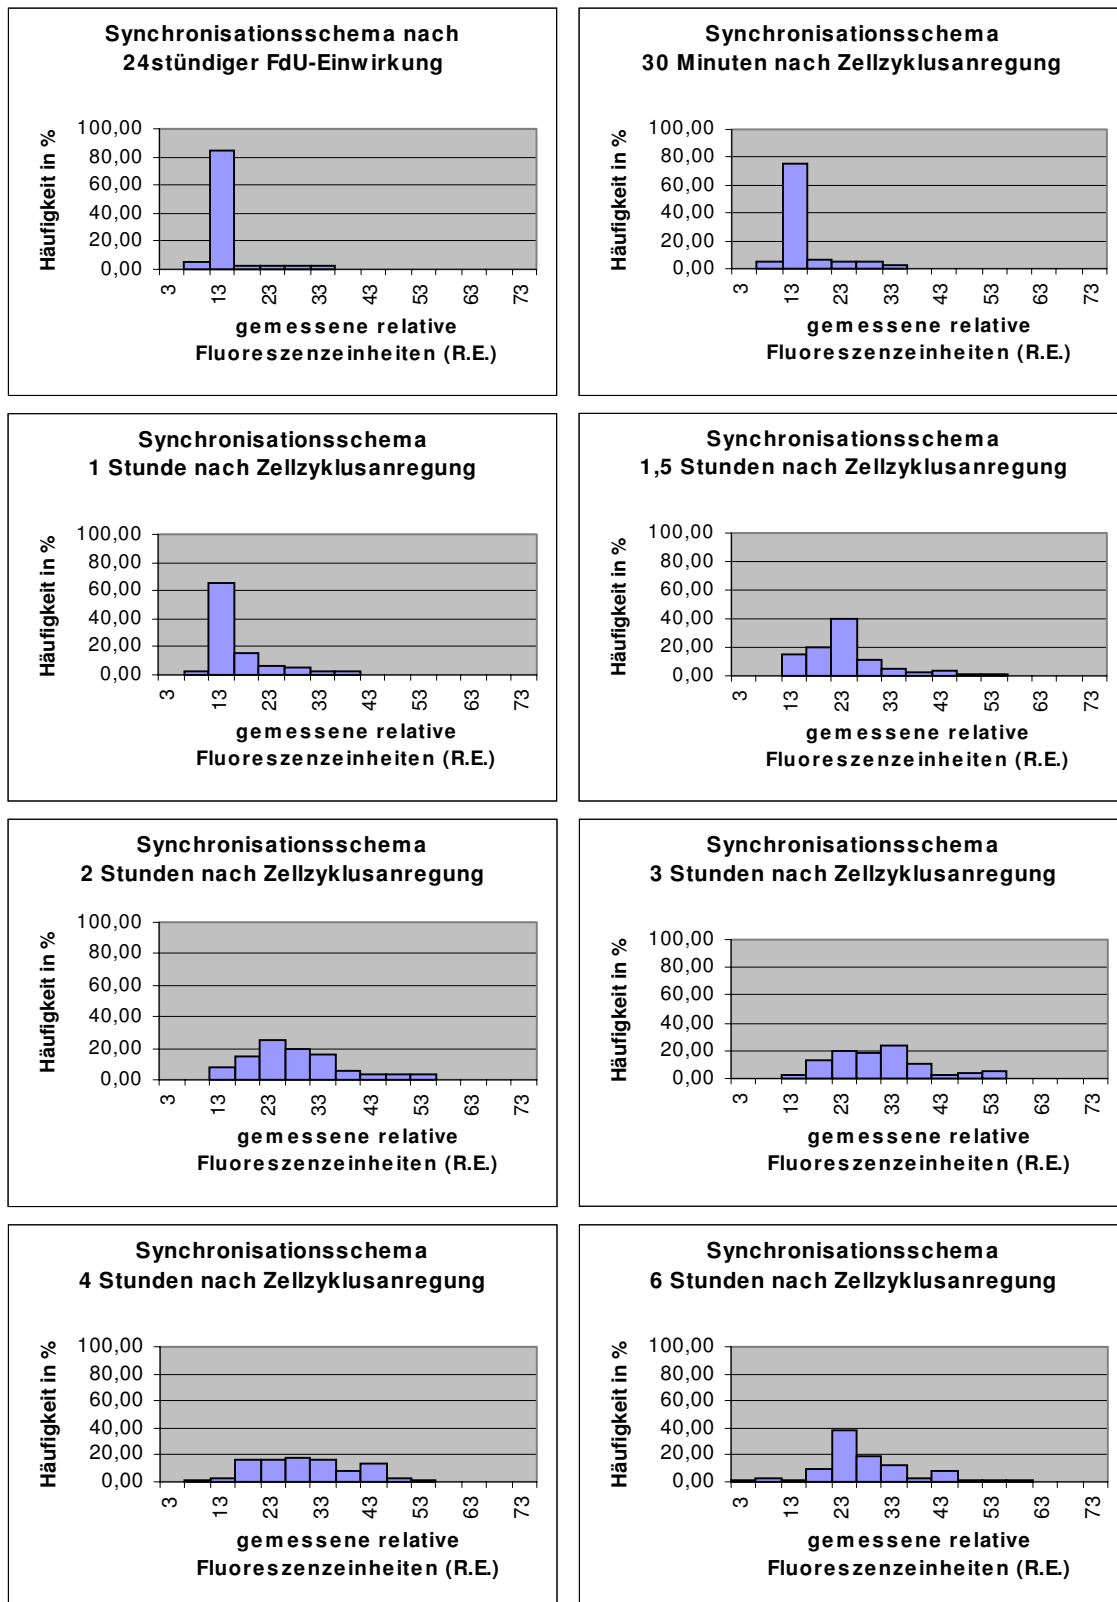 Synchronisationsschema nach
24stündiger FdU-Einwirkung
Häufigkeit in %
100,00
80,00
60,00
40,00
20,00
0,00
3 13 23 33 43 53 63 73
gemessene relative
Fluoreszenzeinheiten (R.E.)
Synchronisationsschema
30 Minuten nach Zellzyklusanregung
Häufigkeit in %
100,00
80,00
60,00
40,00
20,00
0,00
3 13 23 33 43 53 63 73
gemessene relative
Fluoreszenzeinheiten (R.E.)
Synchronisationsschema
1 Stunde nach Zellzyklusanregung
Häufigkeit in %
100,00
80,00
60,00
40,00
20,00
0,00
3 13 23 33 43 53 63 73
gemessene relative
Fluoreszenzeinheiten (R.E.)
Synchronisationsschema
1,5 Stunden nach Zellzyklusanregung
Häufigkeit in %
100,00
80,00
60,00
40,00
20,00
0,00
3 13 23 33 43 53 63 73
gemessene relative
Fluoreszenzeinheiten (R.E.)
Synchronisationsschema
2 Stunden nach Zellzyklusanregung
Häufigkeit in %
100,00
80,00
60,00
40,00
20,00
0,00
3 13 23 33 43 53 63 73
gemessene relative
Fluoreszenzeinheiten (R.E.)
Synchronisationsschema
3 Stunden nach Zellzyklusanregung
Häufigkeit in %
100,00
80,00
60,00
40,00
20,00
0,00
3 13 23 33 43 53 63 73
gemessene relative
Fluoreszenzeinheiten (R.E.)
Synchronisationsschema
4 Stunden nach Zellzyklusanregung
Häufigkeit in %
100,00
80,00
60,00
40,00
20,00
0,00
3 13 23 33 43 53 63 73
gemessene relative
Fluoreszenzeinheiten (R.E.)
Synchronisationsschema
6 Stunden nach Zellzyklusanregung
Häufigkeit in %
100,00
80,00
60,00
40,00
20,00
0,00
3 13 23 33 43 53 63 73
gemessene relative
Fluoreszenzeinheiten (R.E.)